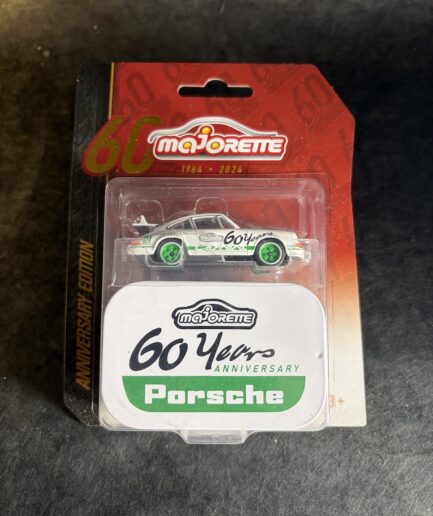 60
majorette
1964 • 2024
60 Years
ANNIVERSARY EDITION
majorette
60 Years
ANNIVERSARY
Porsche
3+